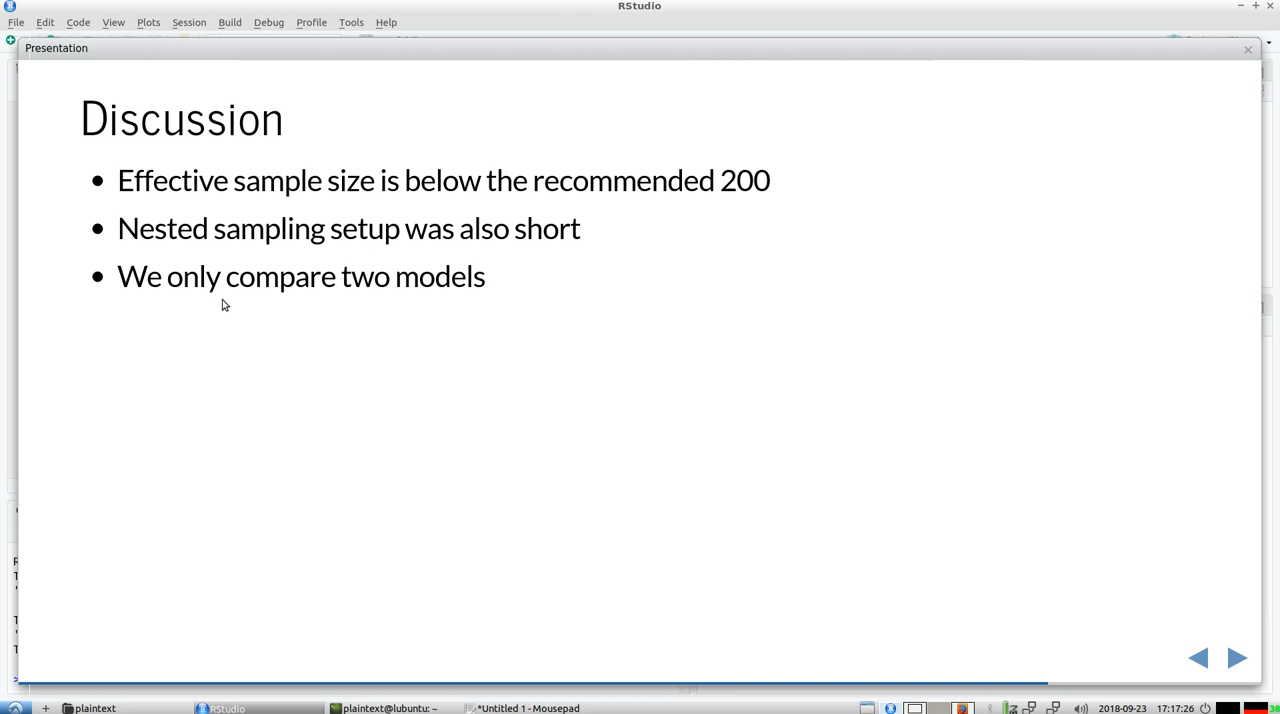 RStudio
File Edit Code View Plots Session Build Debug Profile Tools Help
Presentation
Discussion
• Effective sample size is below the recommended 200
• Nested sampling setup was also short
• We only compare two models
plaintext RStudio plaintext@lubuntu: ~ *Untitled 1 - Mousepad 2018-09-23 17:17:26 38